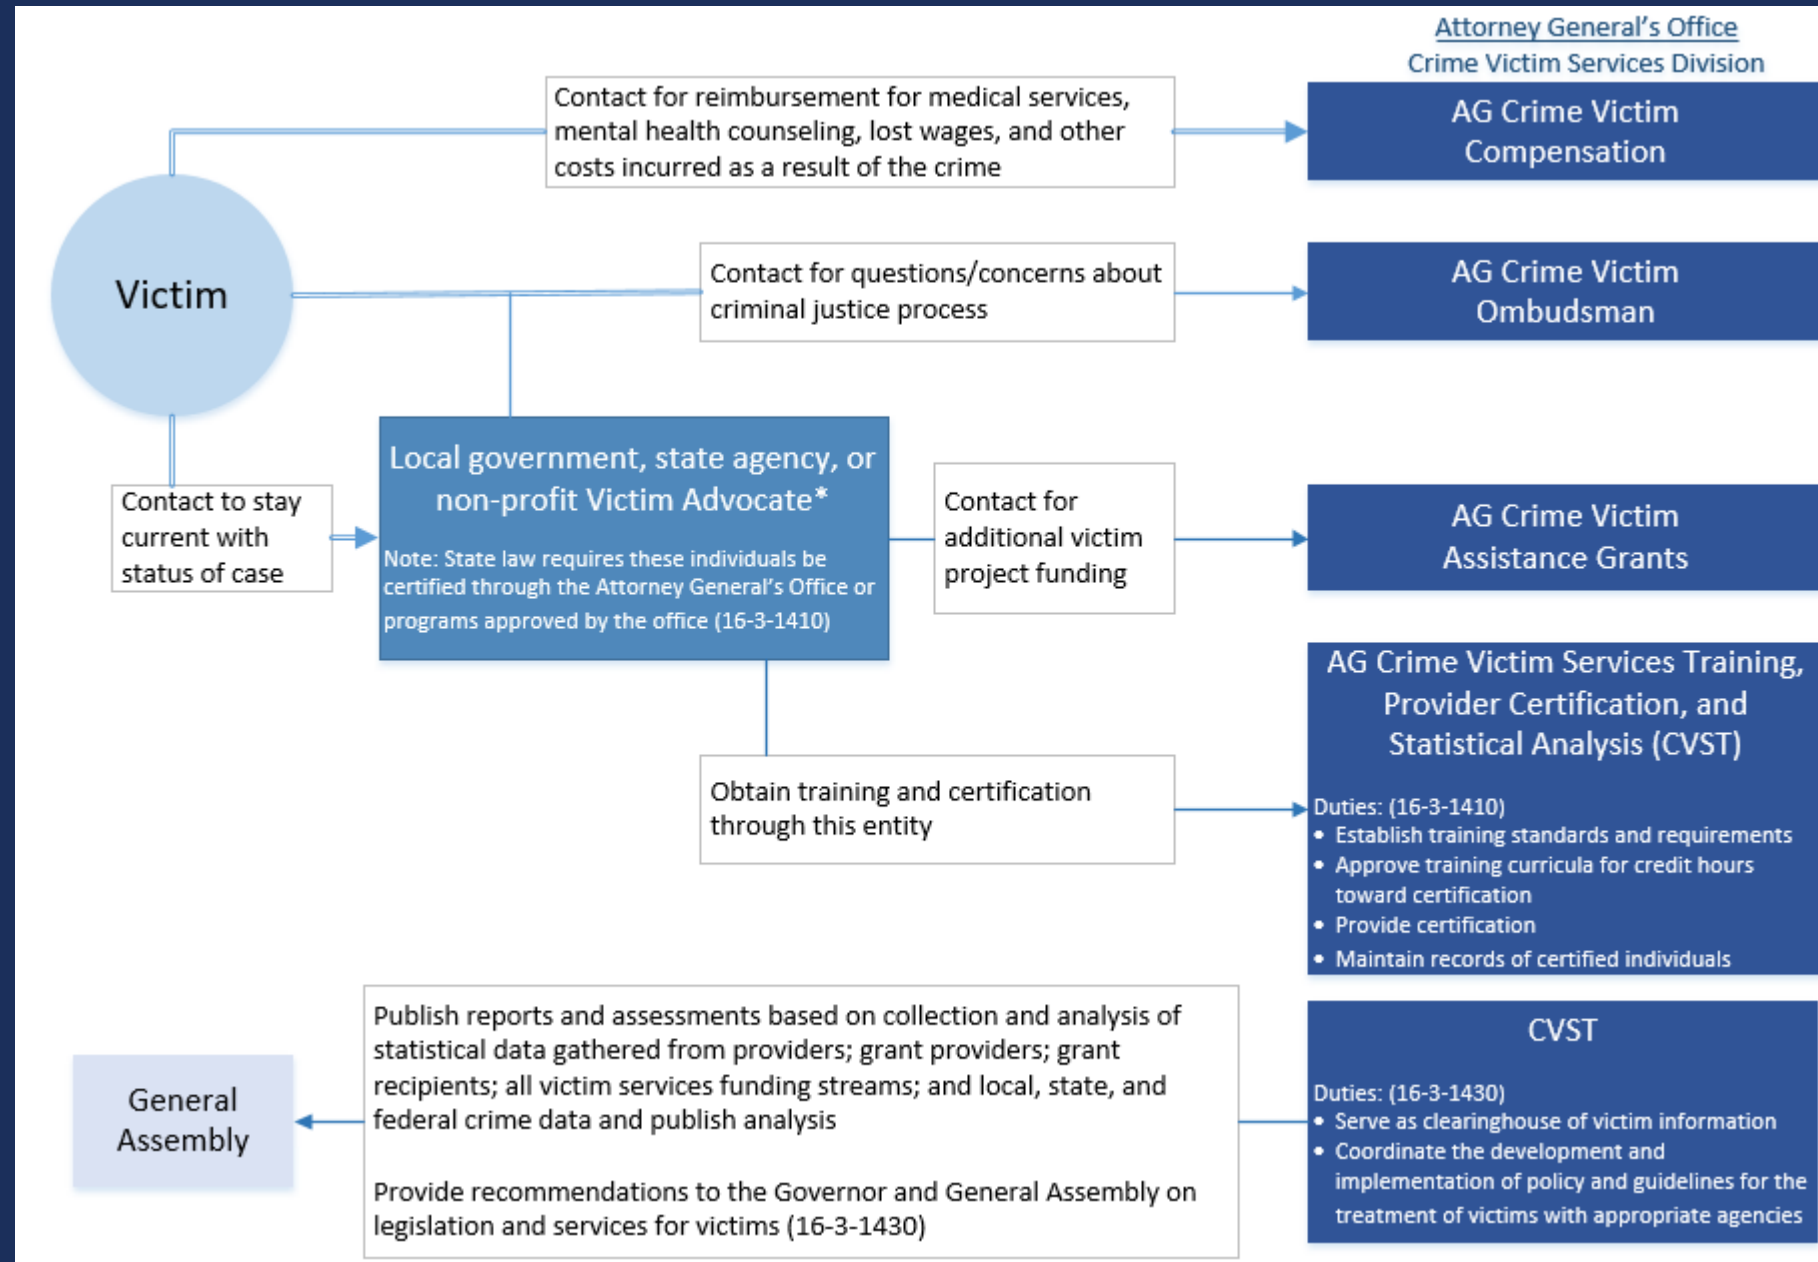 Attorney General's Office
Crime Victim Services Division
Contact for reimbursement for medical services,
mental health counseling, lost wages, and other
costs incurred as a result of the crime
AG Crime Victim
Compensation
Victim
Contact for questions/concerns about
criminal justice process
AG Crime Victim
Ombudsman
Contact to stay
current with
status of case
Local government, state agency, or
non-profit Victim Advocate*
Note: State law requires these individuals be
certified through the Attorney General's Office or
programs approved by the office (16-3-1410)
Contact for
additional victim
project funding
AG Crime Victim
Assistance Grants
Obtain training and certification
through this entity
AG Crime Victim Services Training,
Provider Certification, and
Statistical Analysis (CVST)
Duties: (16-3-1410)
• Establish training standards and requirements
• Approve training curricula for credit hours
toward certification
• Provide certification
• Maintain records of certified individuals
General
Assembly
Publish reports and assessments based on collection and analysis of
statistical data gathered from providers; grant providers; grant
recipients; all victim services funding streams; and local, state, and
federal crime data and publish analysis
Provide recommendations to the Governor and General Assembly on
legislation and services for victims (16-3-1430)
CVST
Duties: (16-3-1430)
• Serve as clearinghouse of victim information
• Coordinate the development and
implementation of policy and guidelines for the
treatment of victims with appropriate agencies